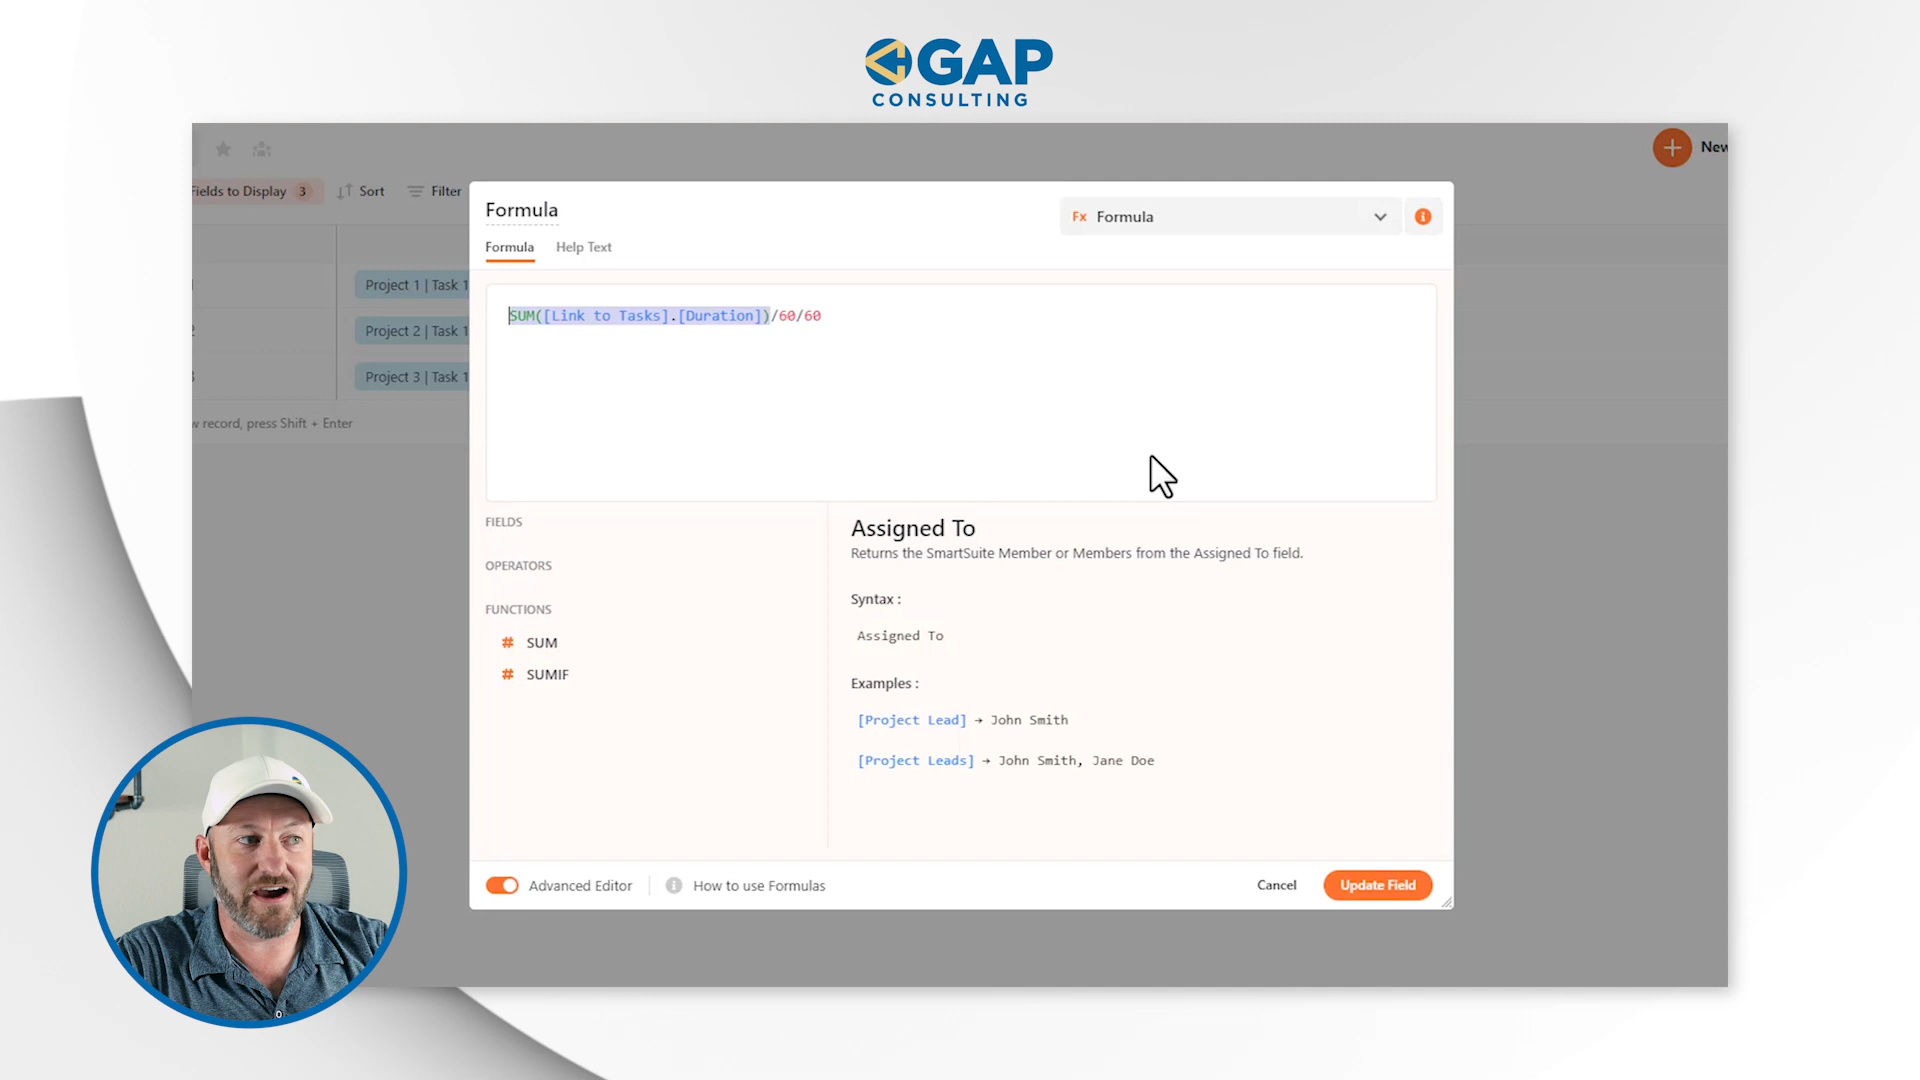 GAP
CONSULTING
New
Fields to Display 3 Sort Filter
Formula
Fx Formula
Formula Help Text
Project 1 | Task 1
SUM([Link to Tasks].[Duration])/60/60
Project 2 | Task 1
Project 3 | Task 1
w record, press Shift + Enter
FIELDS
Assigned To
Returns the SmartSuite Member or Members from the Assigned To field.
OPERATORS
Syntax :
FUNCTIONS
Assigned To
# SUM
# SUMIF
Examples :
[Project Lead] → John Smith
[Project Leads] → John Smith, Jane Doe
Advanced Editor
How to use Formulas
Cancel
Update Field